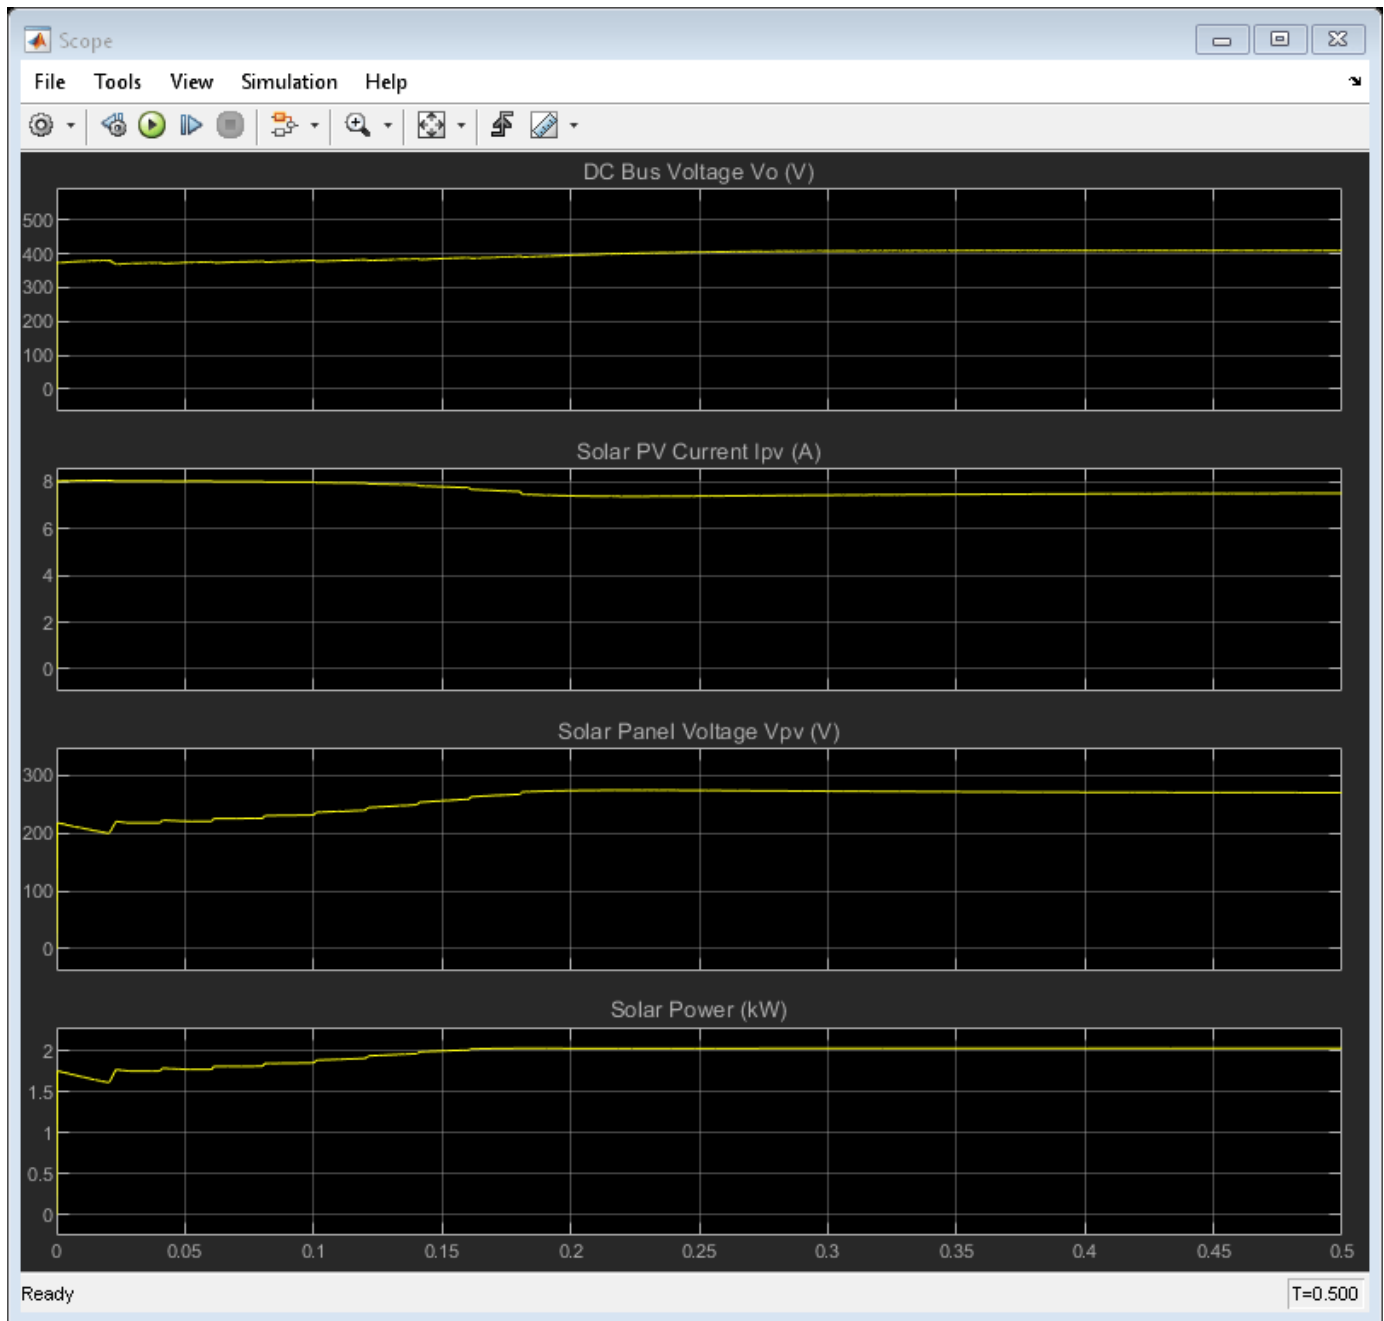 Scope
File Tools View Simulation Help
DC Bus Voltage Vo (V)
500
400
300
200
100
0
Solar PV Current Ipv (A)
8
6
4
2
0
Solar Panel Voltage Vpv (V)
300
200
100
0
Solar Power (kW)
2
1.5
1
0.5
0
0 0.05 0.1 0.15 0.2 0.25 0.3 0.35 0.4 0.45 0.5
Ready T=0.500